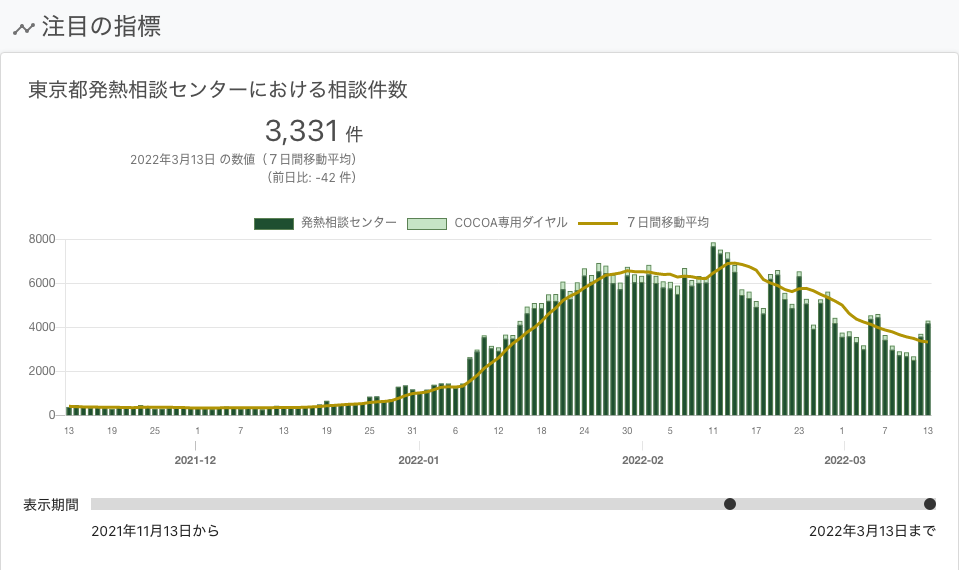 注目の指標
東京都発熱相談センターにおける相談件数
3,331 件
2022年3月13日 の数値（７日間移動平均）
（前日比: -42 件）
発熱相談センター COCOA専用ダイヤル ７日間移動平均
8000
6000
4000
2000
0
13 19 25 1 7 13 19 25 31 6 12 18 24 30 5 11 17 23 1 7 13
2021-12 2022-01 2022-02 2022-03
表示期間
2021年11月13日から 2022年3月13日まで